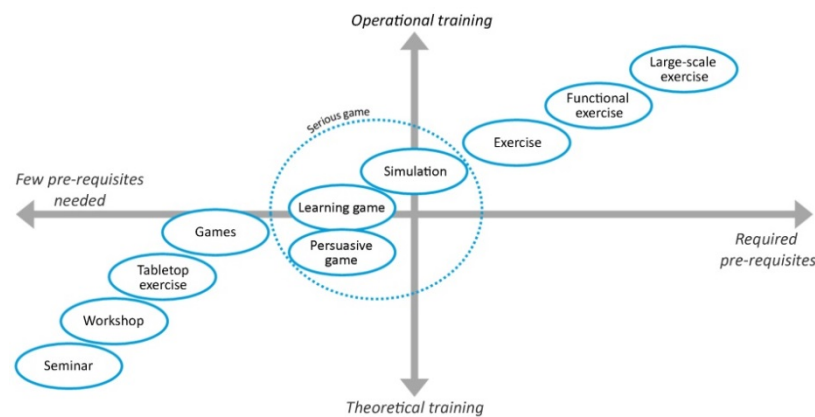 Operational training
Large-scale
exercise
Functional
exercise
Serious game
Exercise
Simulation
Few pre-requisites
needed
Learning game
Games
Required
pre-requisites
Persuasive
game
Tabletop
exercise
Workshop
Seminar
Theoretical training